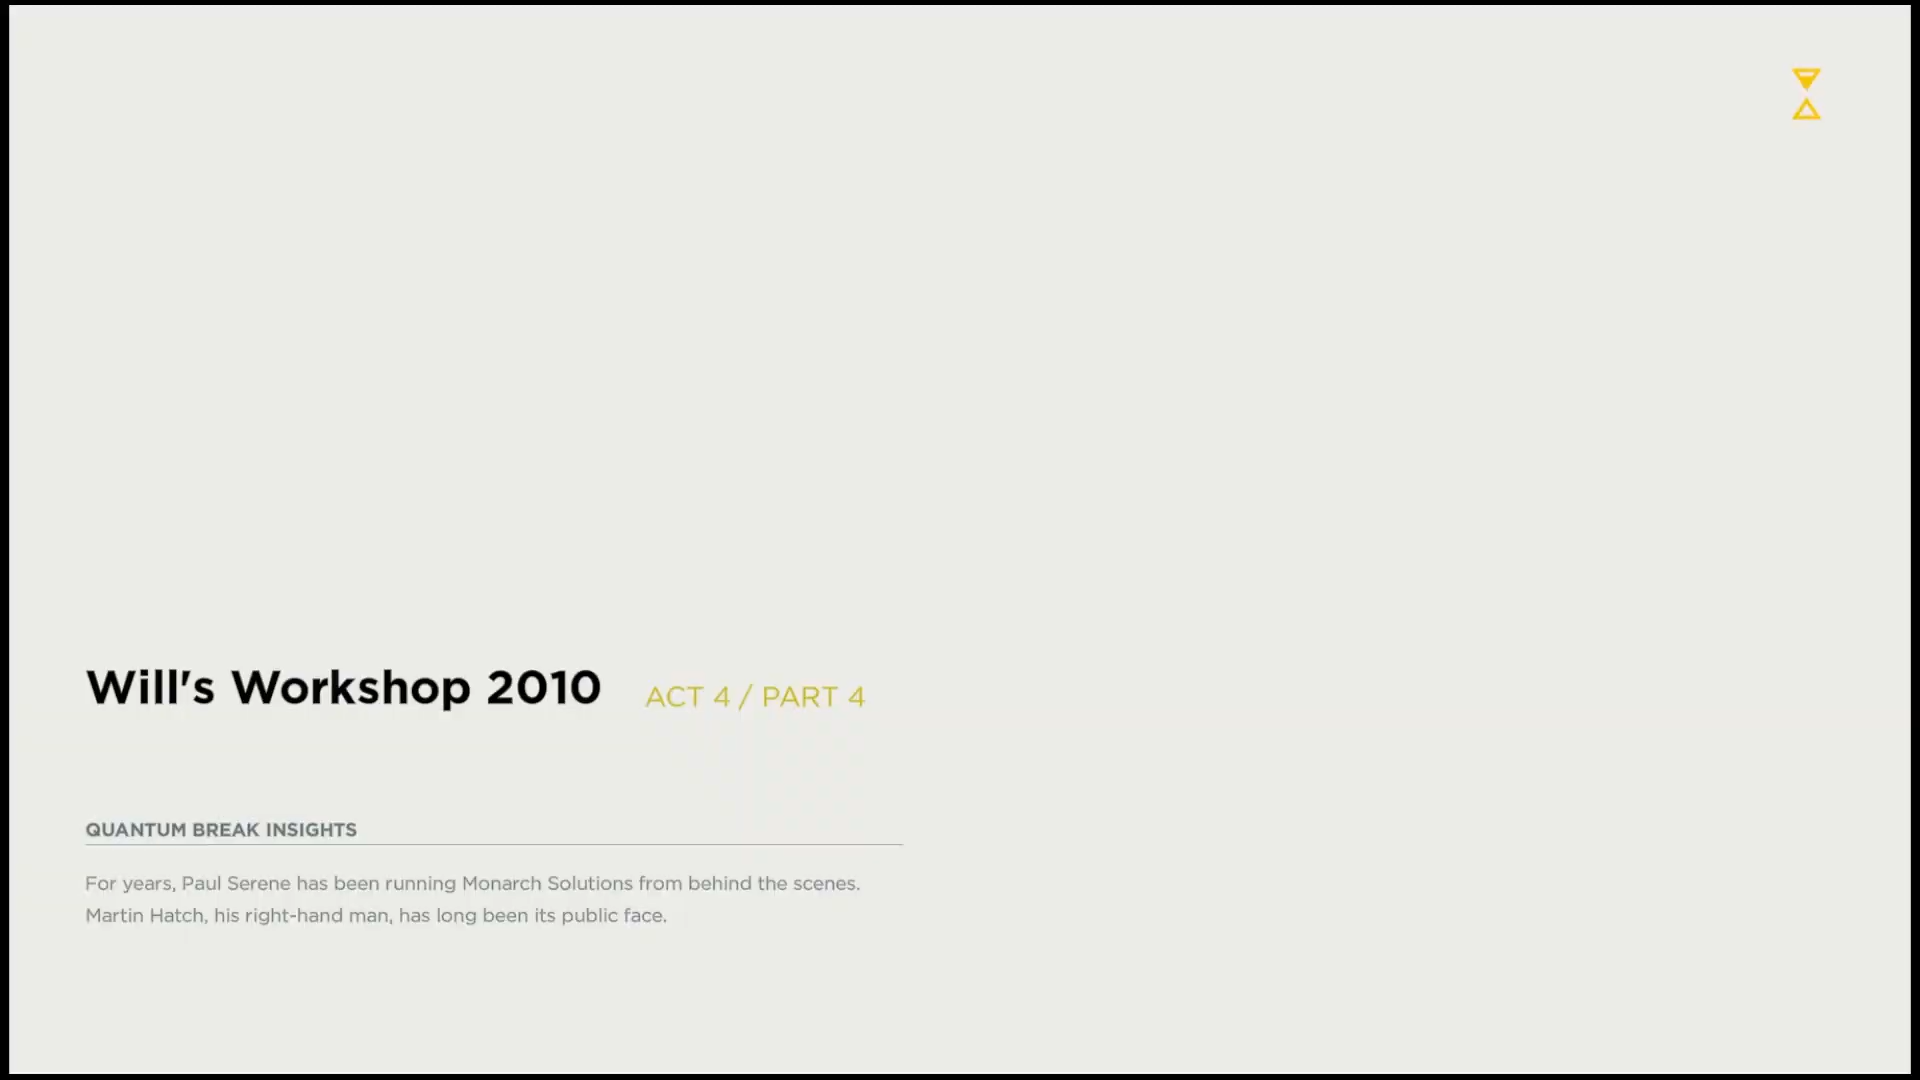 Will's Workshop 2010 ACT 4 / PART 4
QUANTUM BREAK INSIGHTS
For years, Paul Serene has been running Monarch Solutions from behind the scenes.
Martin Hatch, his right-hand man, has long been its public face.